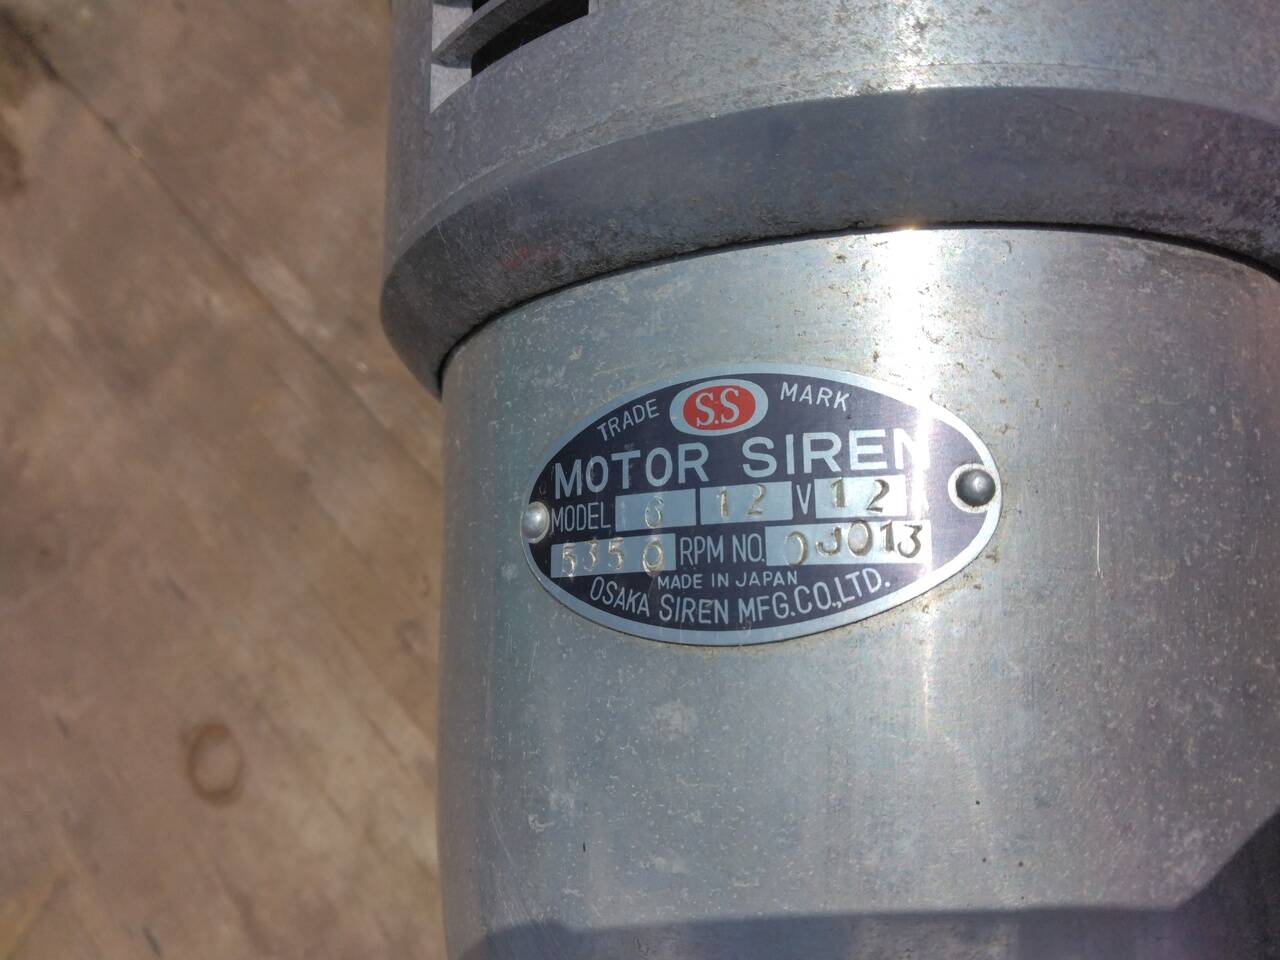 TRADE S.S MARK
MOTOR SIREN
MODEL 6 12 V 12
5350 RPM NO. 0J013
MADE IN JAPAN
OSAKA SIREN MFG.CO.,LTD.